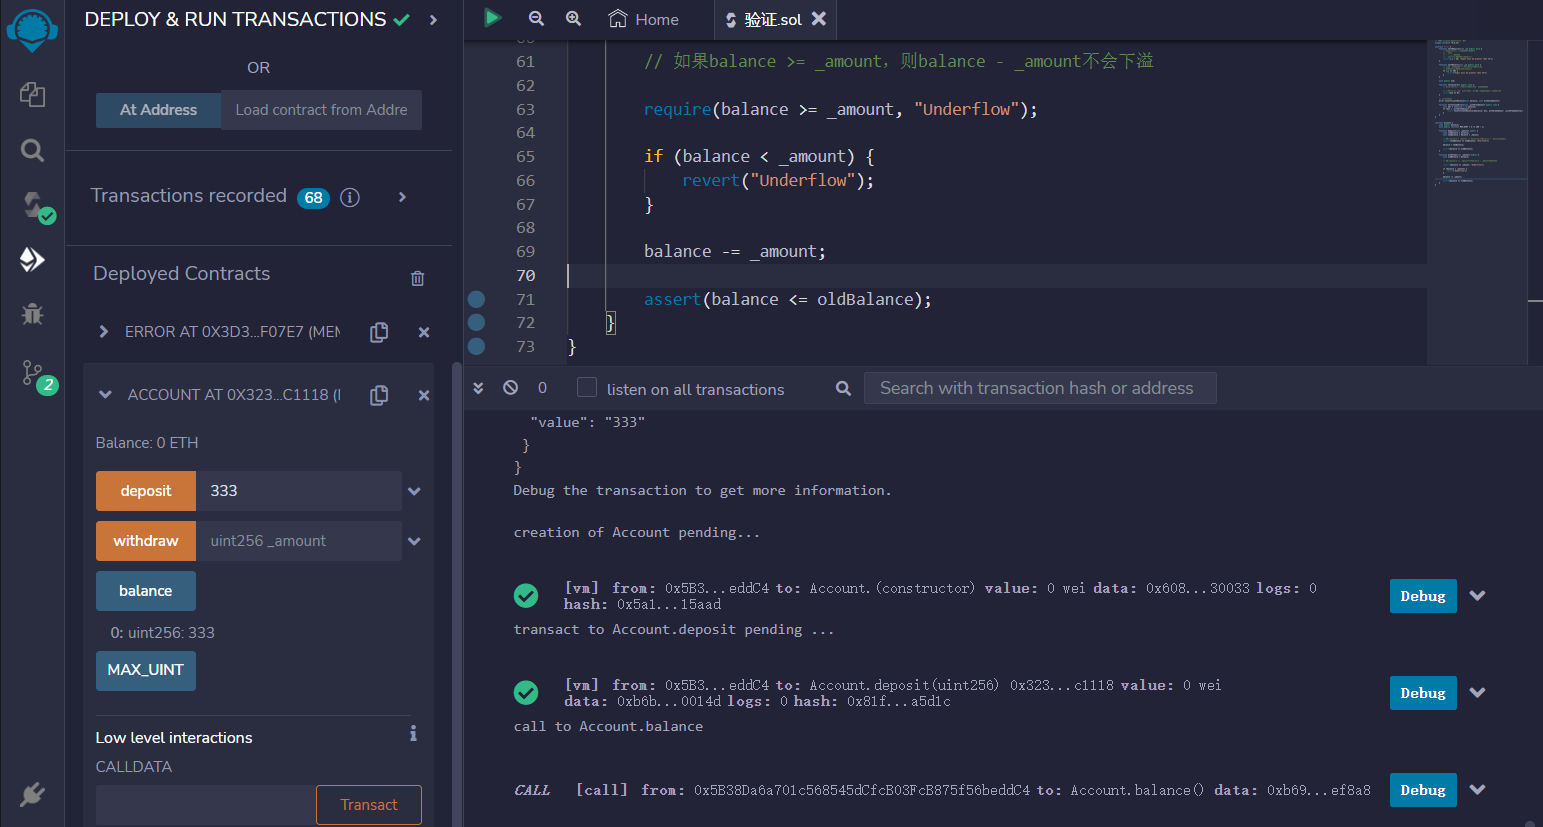 DEPLOY & RUN TRANSACTIONS
OR
At Address
Load contract from Addre
Transactions recorded 68
Deployed Contracts
ERROR AT 0X3D3...F07E7 (MEM
2
ACCOUNT AT 0X323...C1118 (
Balance: 0 ETH
deposit 333
withdraw uint256 _amount
balance
0: uint256: 333
MAX_UINT
Low level interactions
CALLDATA
Transact
Home 验证.sol
61 // 如果balance >= _amount，则balance - _amount不会下溢
62
63 require(balance >= _amount, "Underflow");
64
65 if (balance < _amount) {
66 revert("Underflow");
67 }
68
69 balance -= _amount;
70
71 assert(balance <= oldBalance);
72 }
73 }
0 listen on all transactions Search with transaction hash or address
"value": "333"
}
}
Debug the transaction to get more information.
creation of Account pending...
[vm] from: 0x5B3...eddC4 to: Account.(constructor) value: 0 wei data: 0x608...30033 logs: 0
hash: 0x5a1...15aad
Debug
transact to Account.deposit pending ...
[vm] from: 0x5B3...eddC4 to: Account.deposit(uint256) 0x323...c1118 value: 0 wei
data: 0xb6b...0014d logs: 0 hash: 0x81f...a5d1c
Debug
call to Account.balance
CALL [call] from: 0x5B38Da6a701c568545dCfcB03FcB875f56beddC4 to: Account.balance() data: 0xb69...ef8a8
Debug